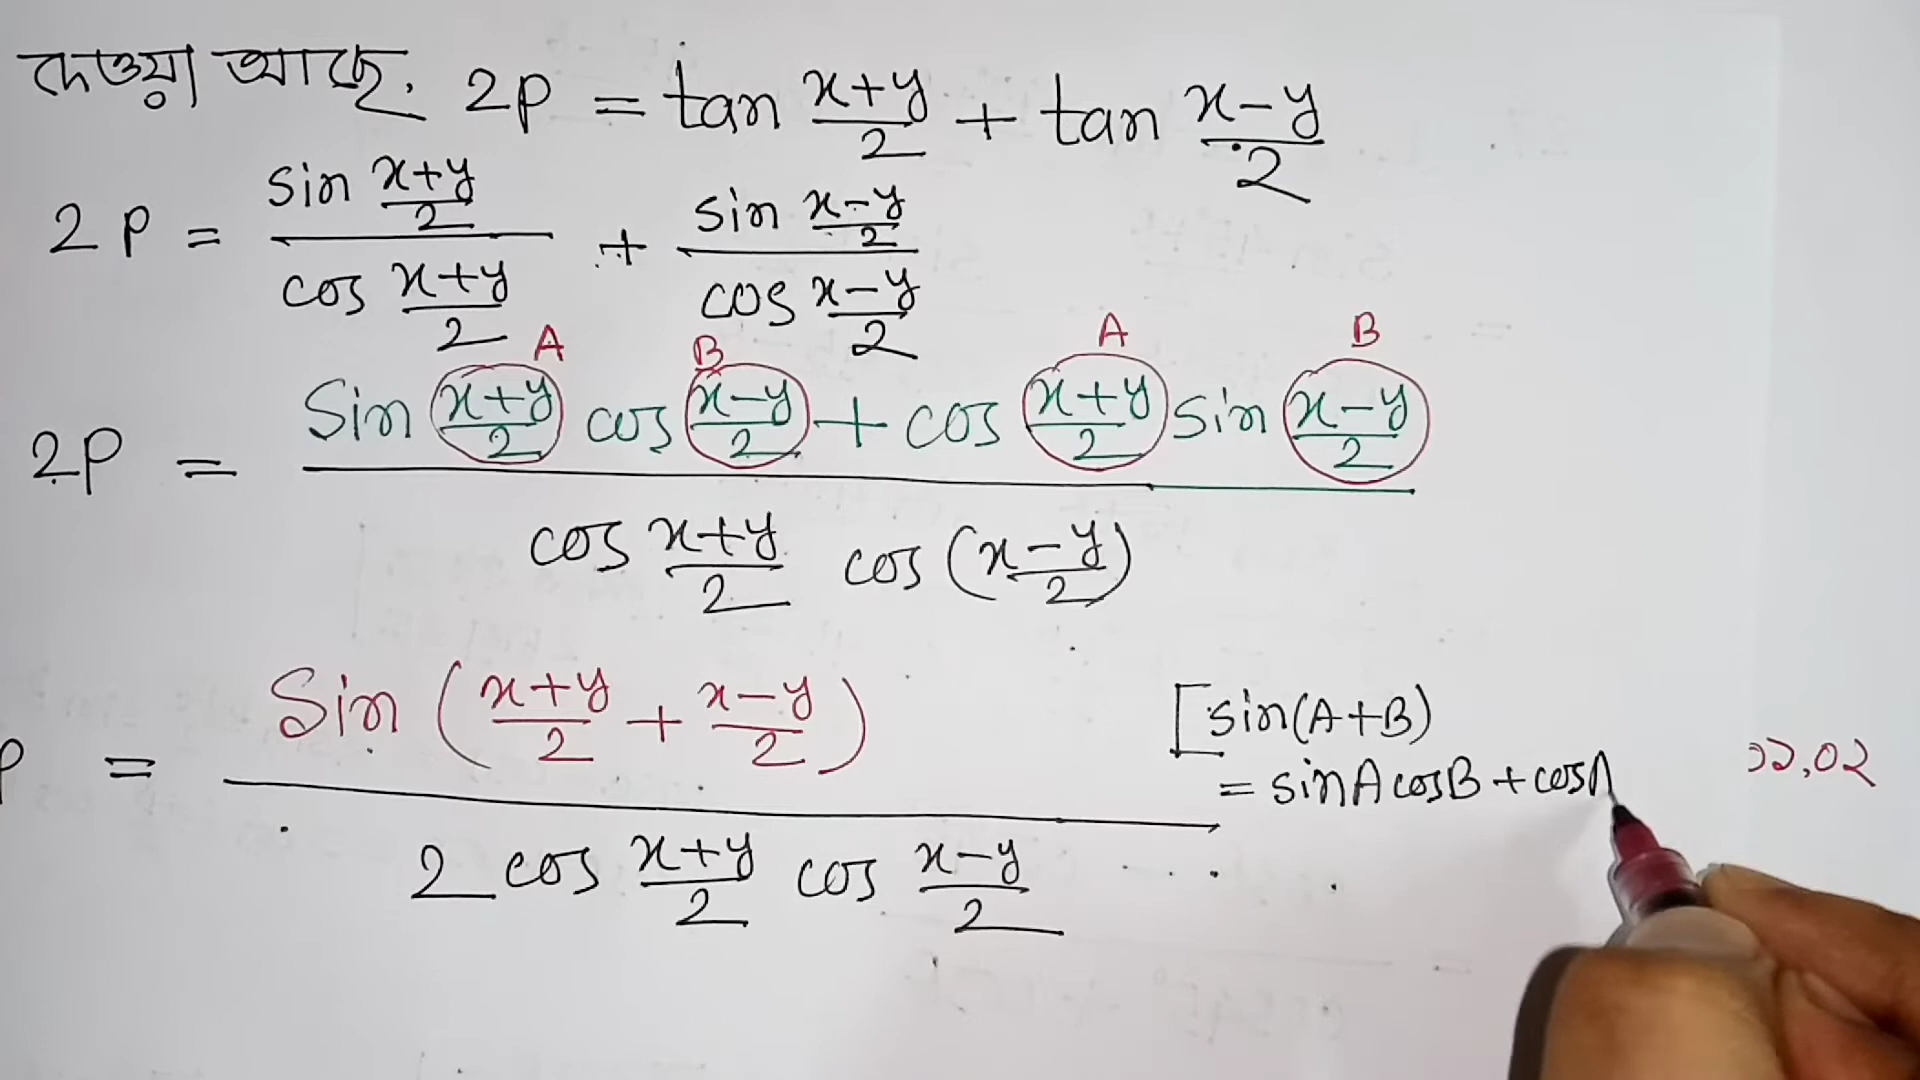 দেওয়া আছে, 2P = tan (x+y)/2 + tan (x-y)/2
2P = (sin (x+y)/2)/(cos (x+y)/2) + (sin (x-y)/2)/(cos (x-y)/2)
A B A B
2P = (Sin (x+y)/2 cos (x-y)/2 + cos (x+y)/2 sin (x-y)/2)/(cos (x+y)/2 cos ((x-y)/2))
P = (Sin ((x+y)/2 + (x-y)/2))/(2 cos (x+y)/2 cos (x-y)/2)
[sin(A+B)
= sinA cosB + cosA